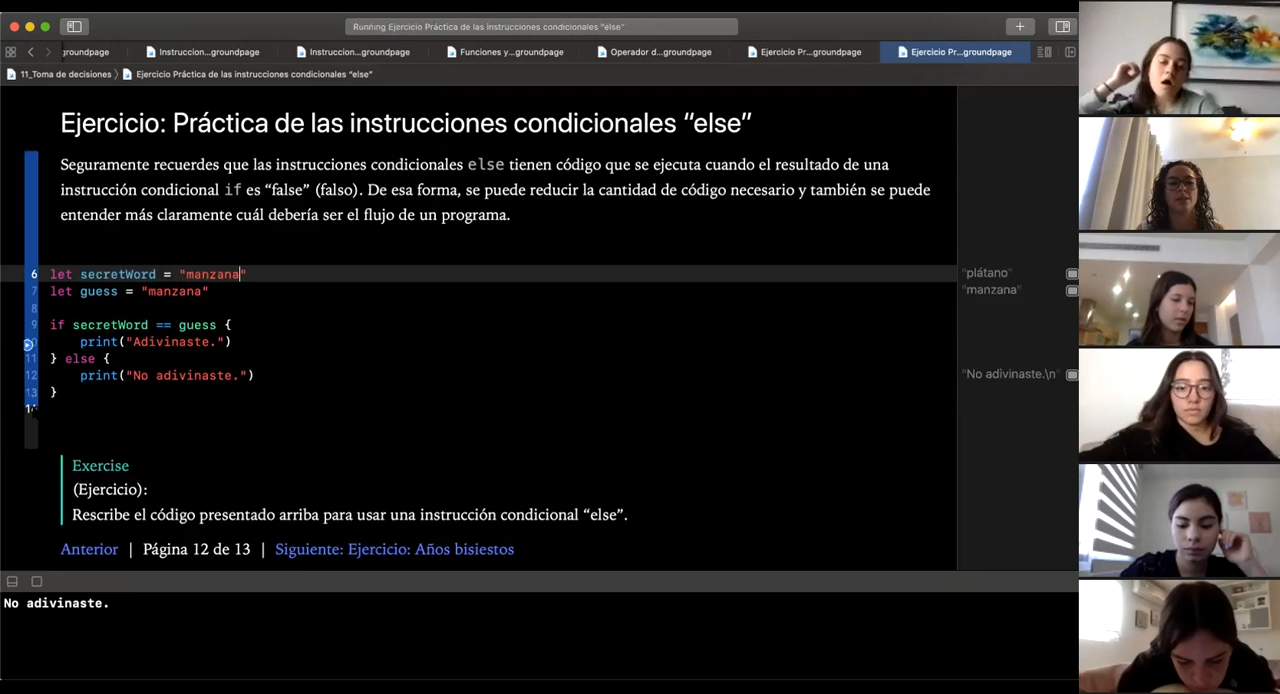 Running Ejercicio Práctica de las instrucciones condicionales “else”
groundpage
Instruccion...groundpage
Instruccion...groundpage
Funciones y...groundpage
Operador d...groundpage
Ejercicio Pr...groundpage
Ejercicio Pr...groundpage
11_Toma de decisiones
Ejercicio Práctica de las instrucciones condicionales “else”
Ejercicio: Práctica de las instrucciones condicionales “else”
Seguramente recuerdes que las instrucciones condicionales else tienen código que se ejecuta cuando el resultado de una
instrucción condicional if es “false” (falso). De esa forma, se puede reducir la cantidad de código necesario y también se puede
entender más claramente cuál debería ser el flujo de un programa.
6 let secretWord = "manzana" "plátano"
7 let guess = "manzana" "manzana"
8
9 if secretWord == guess {
print("Adivinaste.")
11 } else {
12 print("No adivinaste.") "No adivinaste.\n"
13 }
14
Exercise
(Ejercicio):
Rescribe el código presentado arriba para usar una instrucción condicional “else”.
Anterior | Página 12 de 13 | Siguiente: Ejercicio: Años bisiestos
No adivinaste.